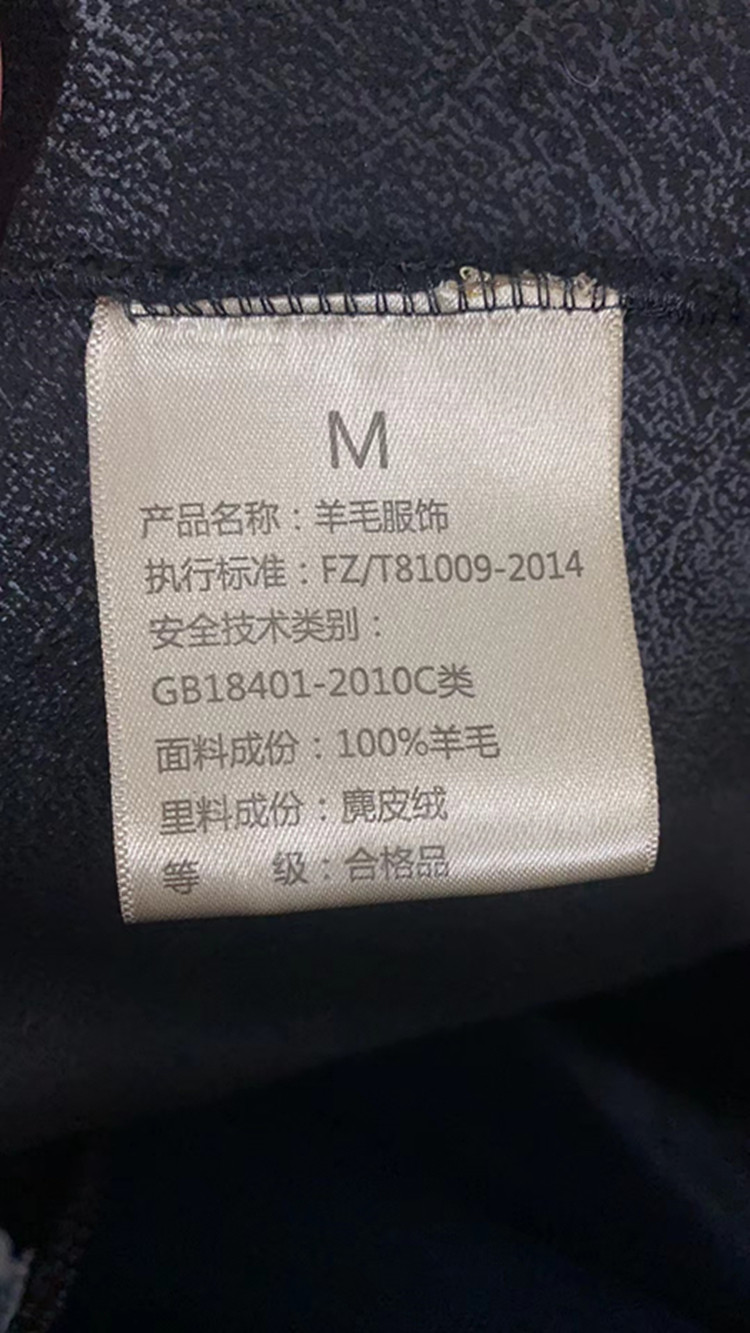 M
产品名称：羊毛服饰
执行标准：FZ/T81009-2014
安全技术类别：
GB18401-2010C类
面料成份：100%羊毛
里料成份：麂皮绒
等　　级：合格品